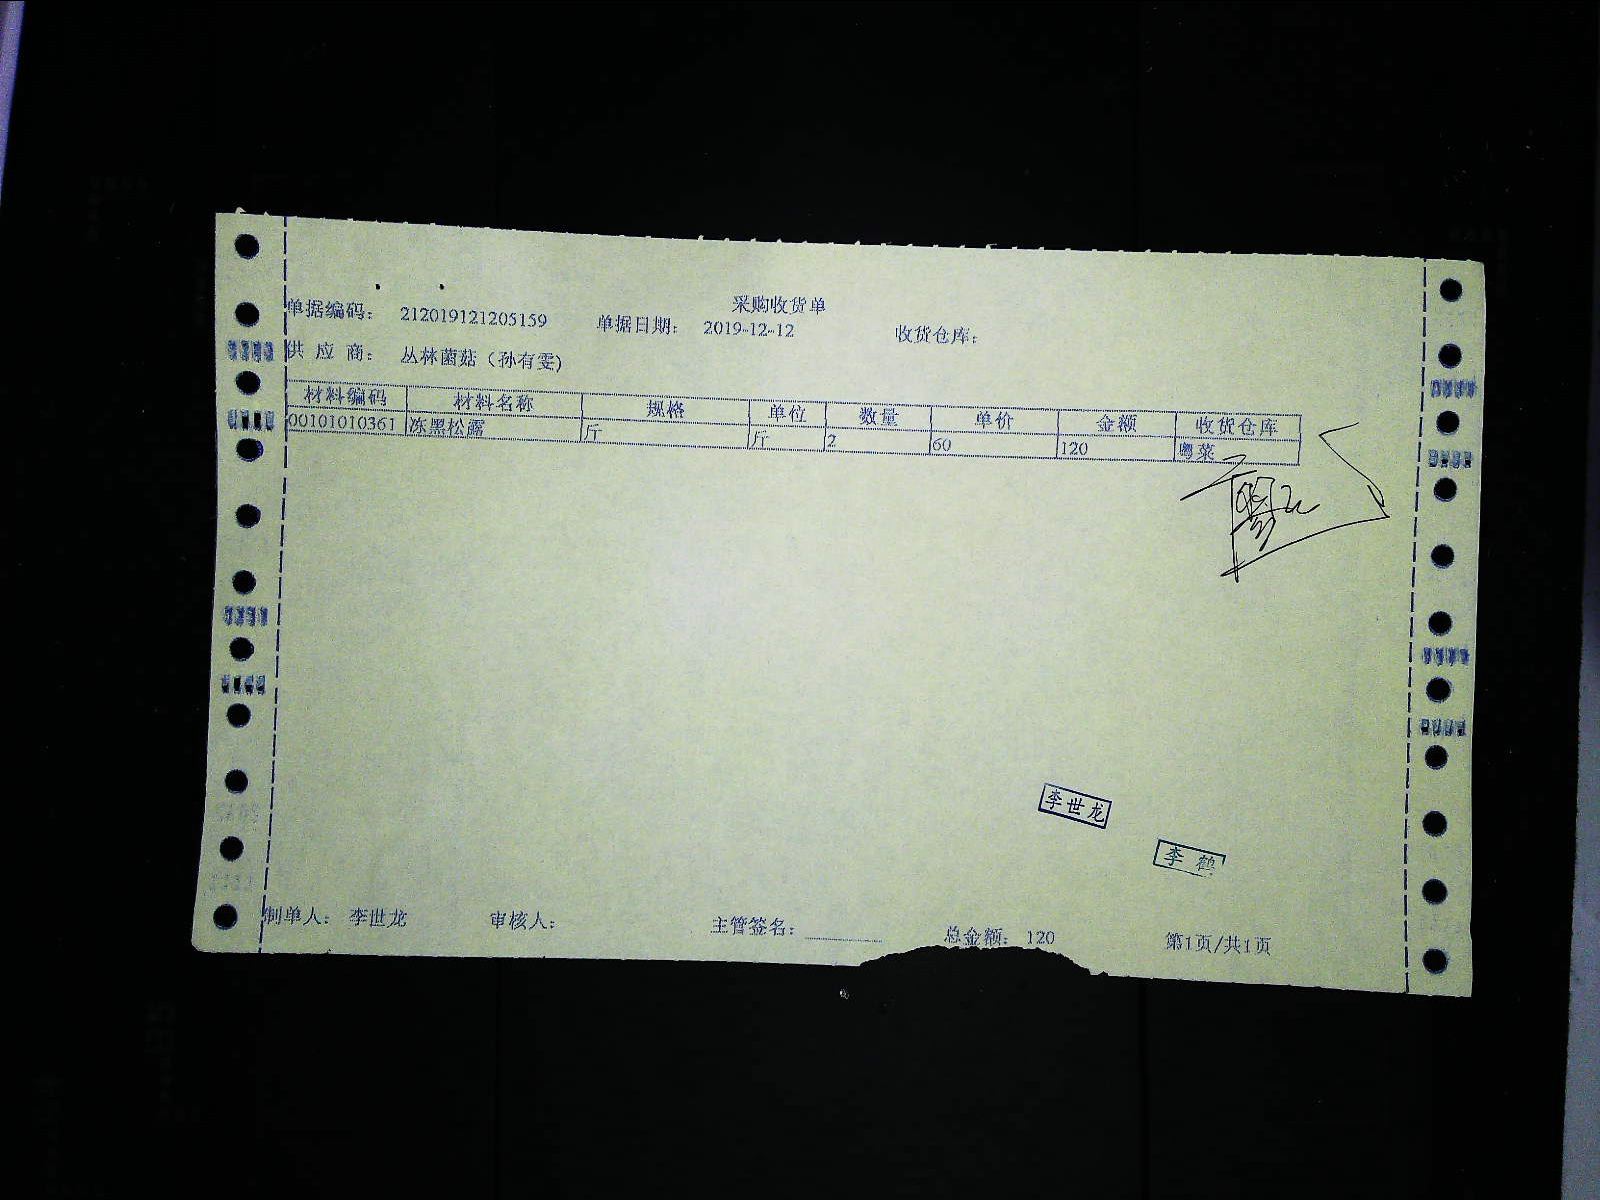 采购收货单
单据编码： 212019121205159 单据日期： 2019-12-12 收货仓库：
供 应 商： 丛林菌菇（孙有雯）
材料编码 材料名称 规格 单位 数量 单价 金额 收货仓库
00101010361 冻黑松露 斤 斤 2 60 120 粤菜
李世龙
李 鹤
制单人： 李世龙 审核人： 主管签名： 总金额： 120 第1页/共1页